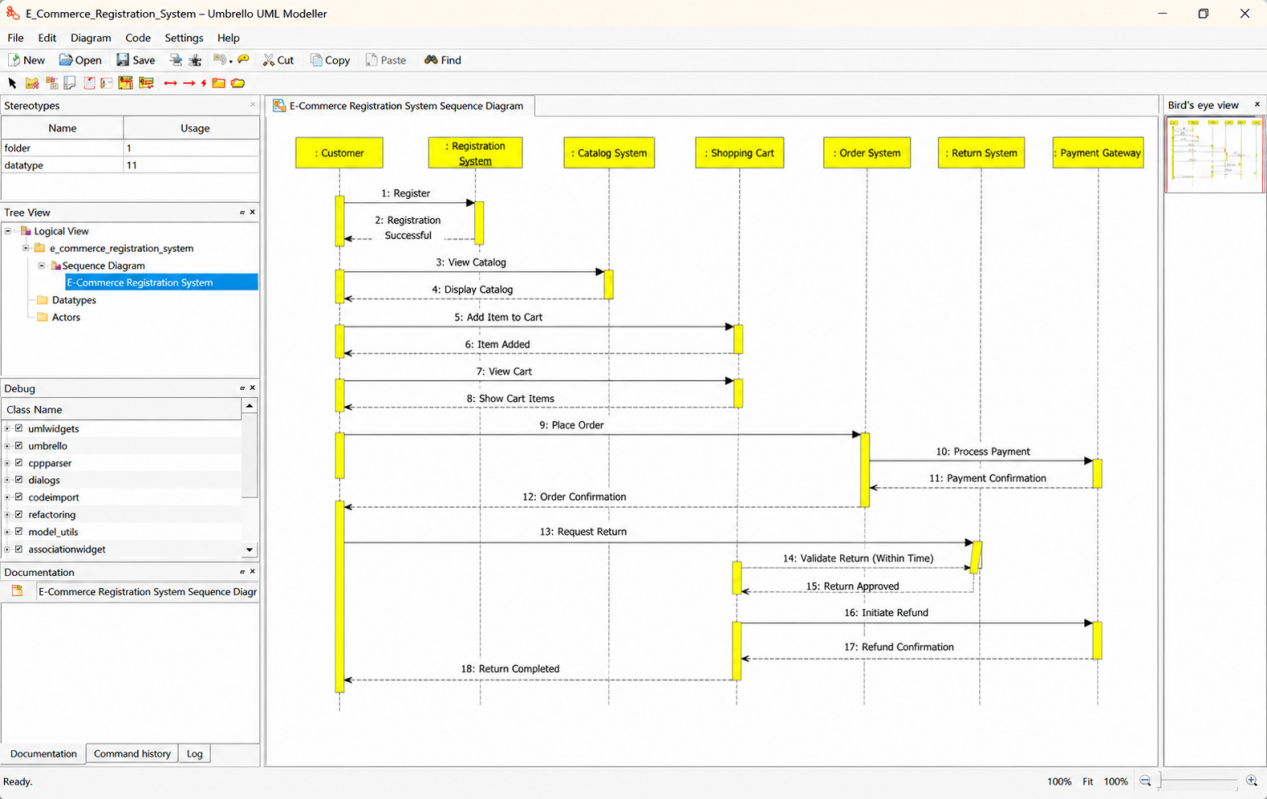 E_Commerce_Registration_System – Umbrello UML Modeller
File Edit Diagram Code Settings Help
New Open Save Cut Copy Paste Find
Stereotypes
Name Usage
folder 1
datatype 11
Tree View
Logical View
e_commerce_registration_system
Sequence Diagram
E-Commerce Registration System
Datatypes
Actors
Debug
Class Name
umlwidgets
umbrello
cppparser
dialogs
codeimport
refactoring
model_utils
associationwidget
Documentation
E-Commerce Registration System Sequence Diagr
Documentation Command history Log
Ready.
E-Commerce Registration System Sequence Diagram
: Customer
: Registration
System
: Catalog System
: Shopping Cart
: Order System
: Return System
: Payment Gateway
1: Register
2: Registration
Successful
3: View Catalog
4: Display Catalog
5: Add Item to Cart
6: Item Added
7: View Cart
8: Show Cart Items
9: Place Order
10: Process Payment
11: Payment Confirmation
12: Order Confirmation
13: Request Return
14: Validate Return (Within Time)
15: Return Approved
16: Initiate Refund
17: Refund Confirmation
18: Return Completed
Bird's eye view
100% Fit 100%